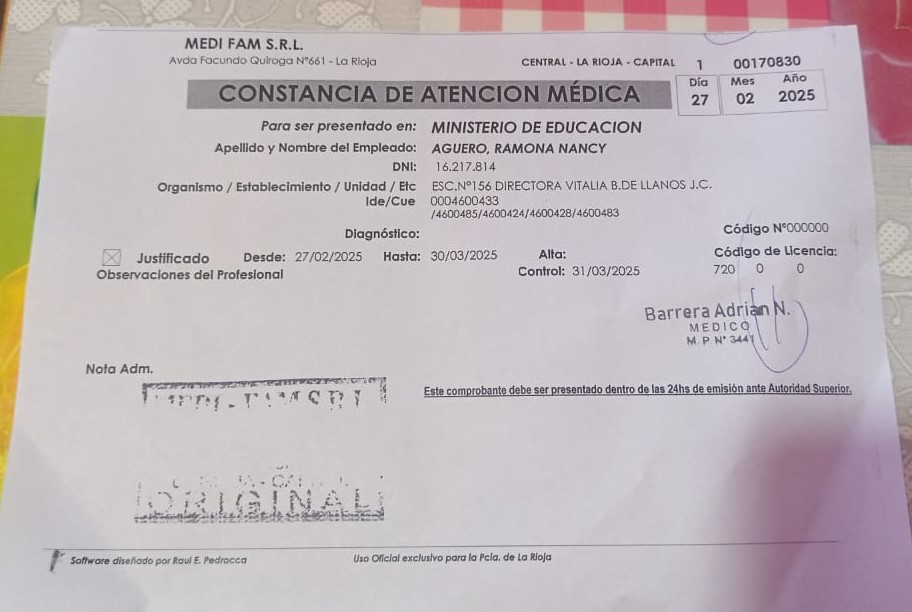 MEDI FAM S.R.L.
Avda Facundo Quiroga Nº661 - La Rioja
CENTRAL - LA RIOJA - CAPITAL 1 00170830
CONSTANCIA DE ATENCION MÉDICA
Día Mes Año
27 02 2025
Para ser presentado en: MINISTERIO DE EDUCACION
Apellido y Nombre del Empleado: AGUERO, RAMONA NANCY
DNI: 16.217.814
Organismo / Establecimiento / Unidad / Etc ESC.Nº156 DIRECTORA VITALIA B.DE LLANOS J.C.
Ide/Cue 0004600433
/4600485/4600424/4600428/4600483
Diagnóstico:
Código Nº000000
Justificado Desde: 27/02/2025 Hasta: 30/03/2025 Alta:
Código de Licencia:
Observaciones del Profesional
Control: 31/03/2025
720 0 0
Barrera Adrián N.
MEDICO
M. P. Nº 3441
Nota Adm.
Este comprobante debe ser presentado dentro de las 24hs de emisión ante Autoridad Superior.
ORIGINAL
Software diseñado por Raul E. Pedrocca
Uso Oficial exclusivo para la Pcia. de La Rioja